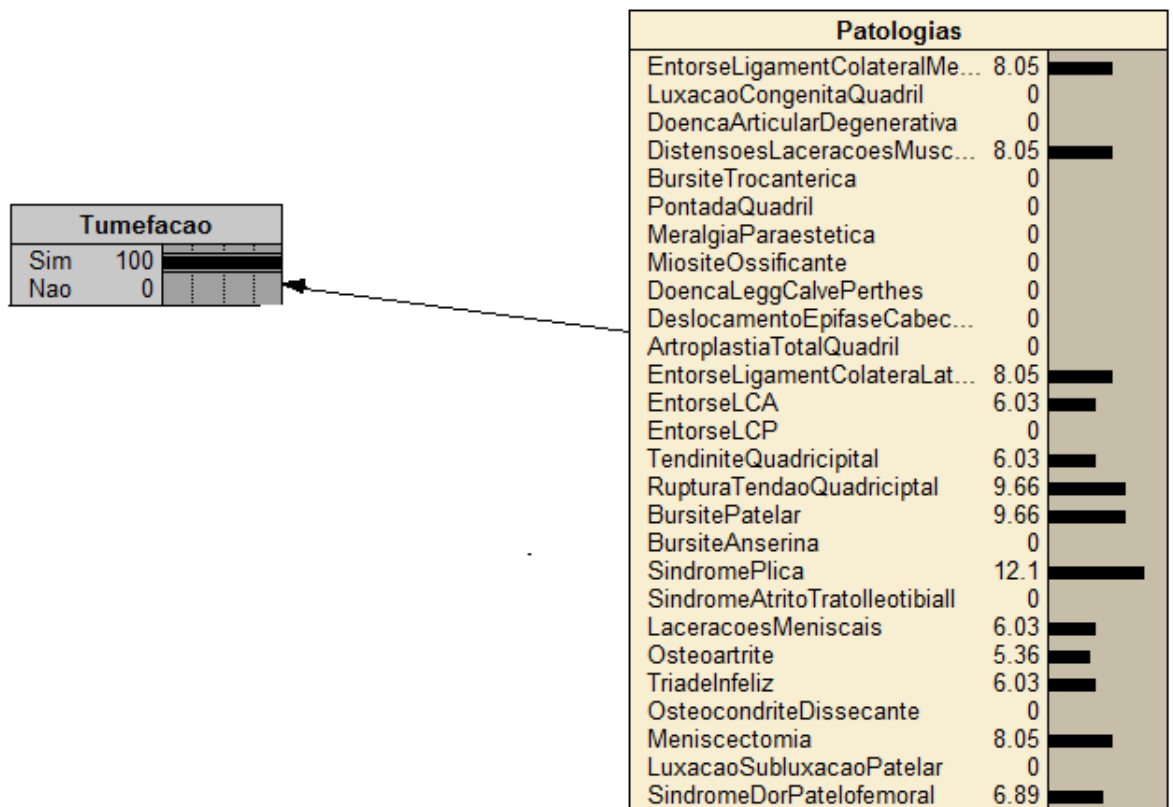 Patologias
EntorseLigamentColateralMe... 8.05
LuxacaoCongenitaQuadril 0
DoencaArticularDegenerativa 0
DistensoesLaceracoesMusc... 8.05
BursiteTrocanterica 0
PontadaQuadril 0
MeralgiaParaestetica 0
MiositeOssificante 0
DoencaLeggCalvePerthes 0
DeslocamentoEpifaseCabec... 0
ArtroplastiaTotalQuadril 0
EntorseLigamentColateraLat... 8.05
EntorseLCA 6.03
EntorseLCP 0
TendiniteQuadricipital 6.03
RupturaTendaoQuadriciptal 9.66
BursitePatelar 9.66
BursiteAnserina 0
SindromePlica 12.1
SindromeAtritoTratolleotibiall 0
LaceracoesMeniscais 6.03
Osteoartrite 5.36
TriadeInfeliz 6.03
OsteocondriteDissecante 0
Meniscectomia 8.05
LuxacaoSubluxacaoPatelar 0
SindromeDorPatelofemoral 6.89
Tumefacao
Sim 100
Nao 0